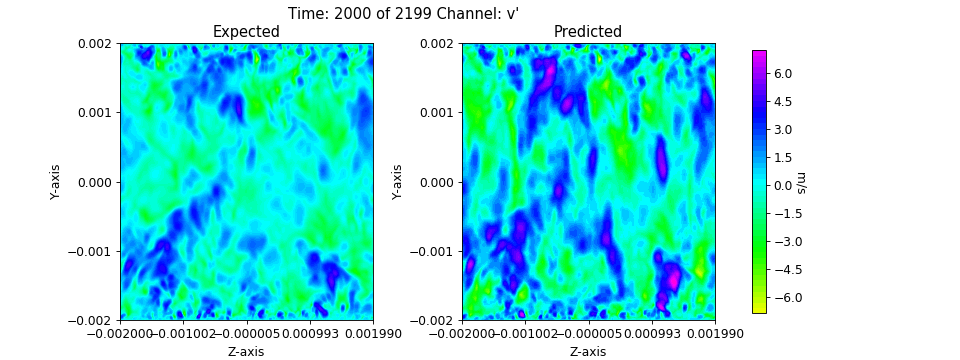 Time: 2000 of 2199 Channel: v'
Expected
Predicted
0.002
0.001
0.000
−0.001
−0.002
Y-axis
−0.002000 −0.001002 −0.000005 0.000993 0.001990
Z-axis
0.002
0.001
0.000
−0.001
−0.002
Y-axis
−0.002000 −0.001002 −0.000005 0.000993 0.001990
Z-axis
6.0
4.5
3.0
1.5
0.0
−1.5
−3.0
−4.5
−6.0
m/s